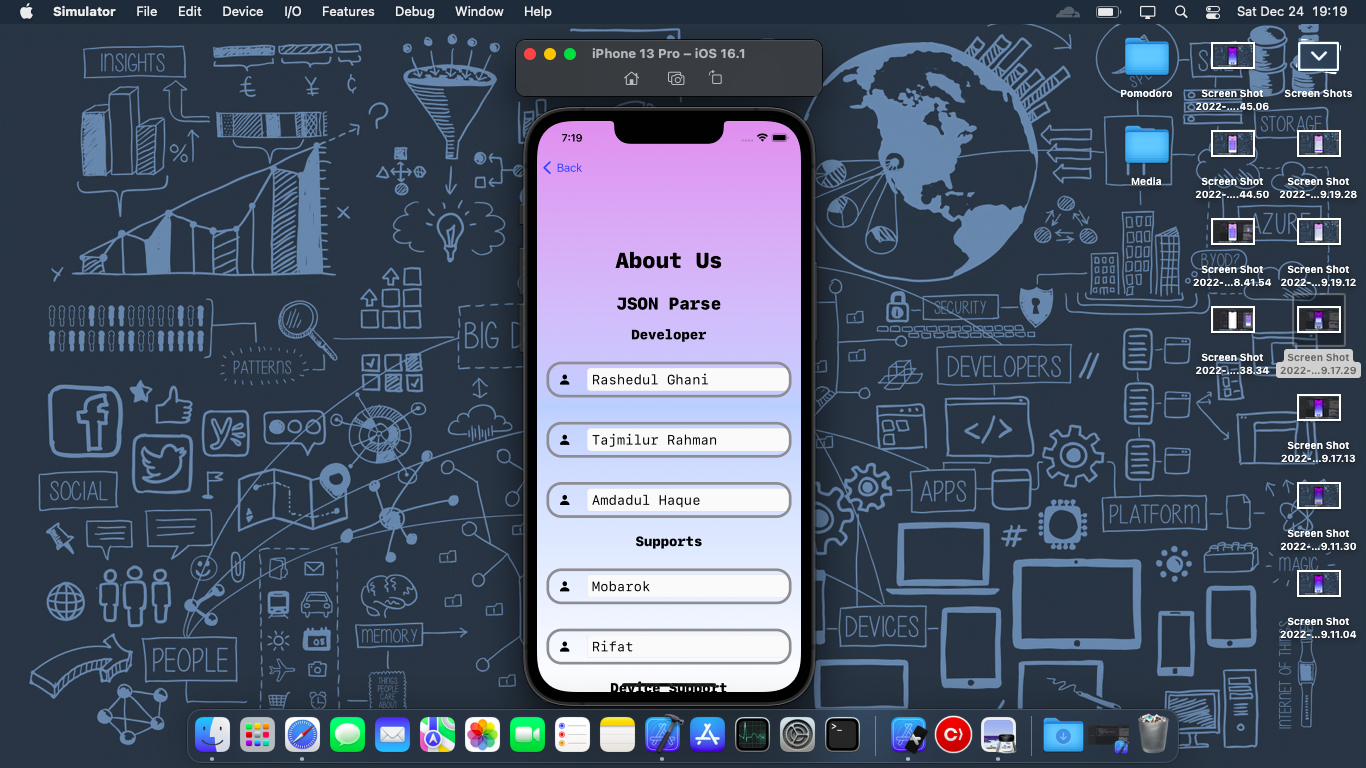 Simulator File Edit Device I/O Features Debug Window Help Sat Dec 24 19:19
iPhone 13 Pro – iOS 16.1
7:19
Back
About Us
JSON Parse
Developer
Rashedul Ghani
Tajmilur Rahman
Amdadul Haque
Supports
Mobarok
Rifat
Device Support
INSIGHTS
PATTERNS
BIG D
SOCIAL
PEOPLE
MEMORY
THINGS
PEOPLE
CARE
ABOUT
STORAGE
AZURE
BYOD?
SECURITY
DEVELOPERS //
</>
APPS
PLATFORM
#
MAGIC
DEVICES
INTERNET OF THINGS
Pomodoro
Media
Screen Shot
2022-....45.06
Screen Shots
Screen Shot
2022-....44.50
Screen Shot
2022-...9.19.28
Screen Shot
2022-...8.41.54
Screen Shot
2022-...9.19.12
Screen Shot
2022-....38.34
Screen Shot
2022-...9.17.29
Screen Shot
2022-...9.17.13
Screen Shot
2022-...9.11.30
Screen Shot
2022-...9.11.04